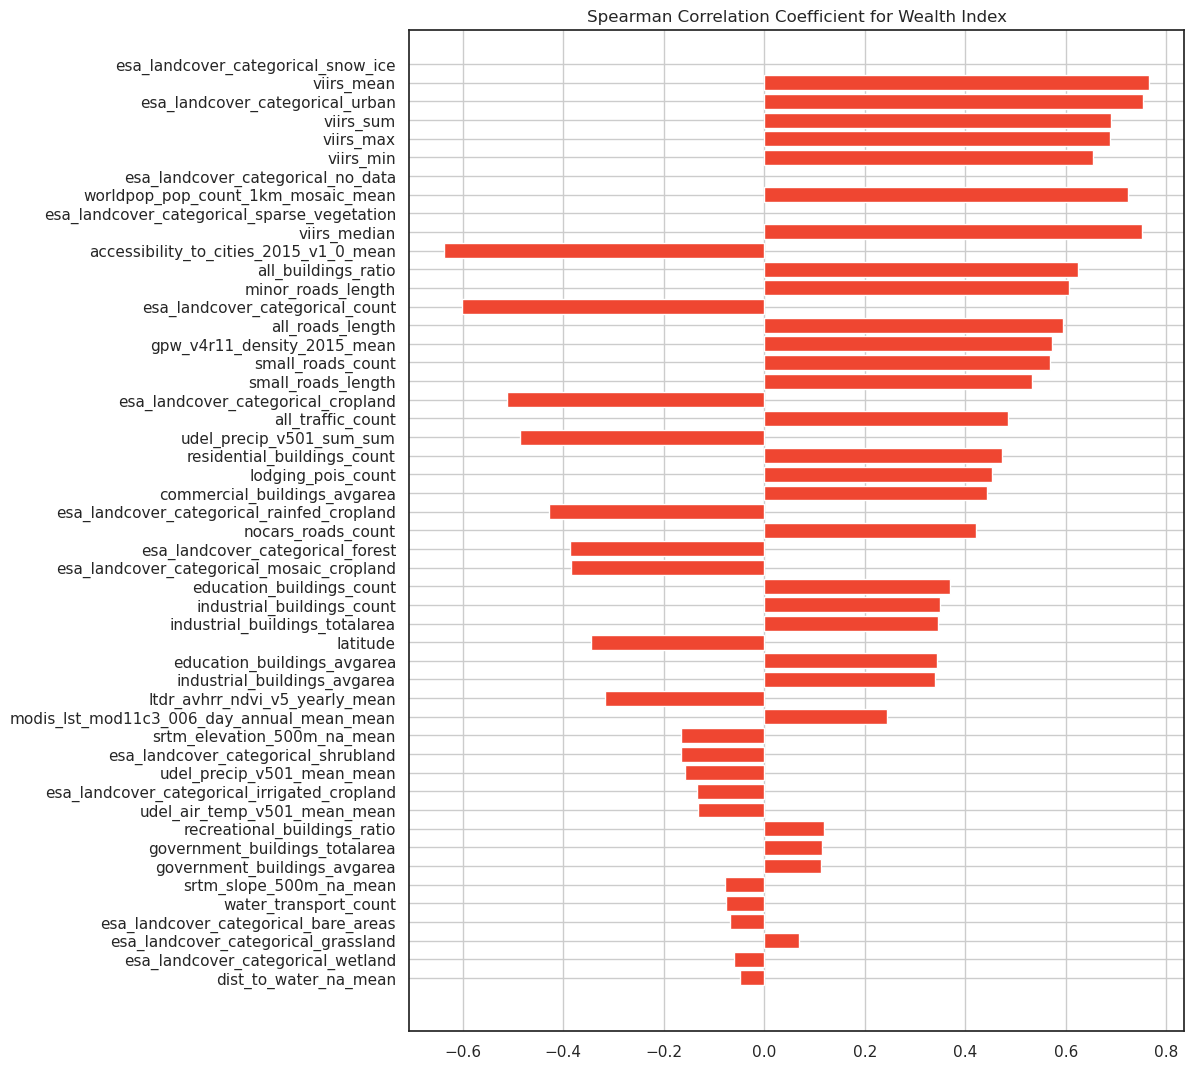 Spearman Correlation Coefficient for Wealth Index
esa_landcover_categorical_snow_ice
viirs_mean
esa_landcover_categorical_urban
viirs_sum
viirs_max
viirs_min
esa_landcover_categorical_no_data
worldpop_pop_count_1km_mosaic_mean
esa_landcover_categorical_sparse_vegetation
viirs_median
accessibility_to_cities_2015_v1_0_mean
all_buildings_ratio
minor_roads_length
esa_landcover_categorical_count
all_roads_length
gpw_v4r11_density_2015_mean
small_roads_count
small_roads_length
esa_landcover_categorical_cropland
all_traffic_count
udel_precip_v501_sum_sum
residential_buildings_count
lodging_pois_count
commercial_buildings_avgarea
esa_landcover_categorical_rainfed_cropland
nocars_roads_count
esa_landcover_categorical_forest
esa_landcover_categorical_mosaic_cropland
education_buildings_count
industrial_buildings_count
industrial_buildings_totalarea
latitude
education_buildings_avgarea
industrial_buildings_avgarea
ltdr_avhrr_ndvi_v5_yearly_mean
modis_lst_mod11c3_006_day_annual_mean_mean
srtm_elevation_500m_na_mean
esa_landcover_categorical_shrubland
udel_precip_v501_mean_mean
esa_landcover_categorical_irrigated_cropland
udel_air_temp_v501_mean_mean
recreational_buildings_ratio
government_buildings_totalarea
government_buildings_avgarea
srtm_slope_500m_na_mean
water_transport_count
esa_landcover_categorical_bare_areas
esa_landcover_categorical_grassland
esa_landcover_categorical_wetland
dist_to_water_na_mean
−0.6 −0.4 −0.2 0.0 0.2 0.4 0.6 0.8